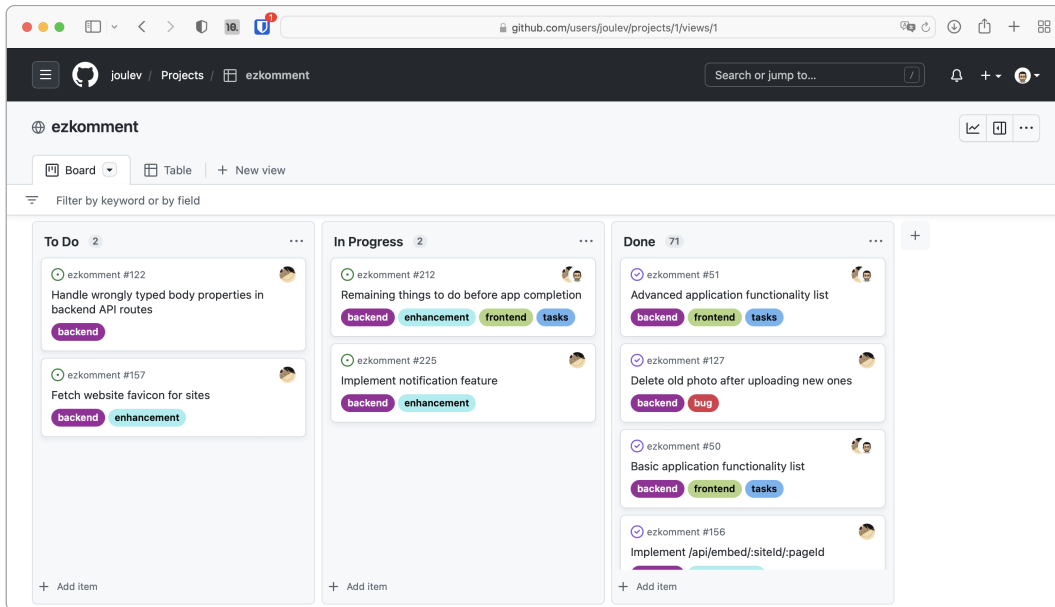 10.
1
github.com/users/joulev/projects/1/views/1
joulev / Projects / ezkomment
Search or jump to...
/
ezkomment
Board
Table
+ New view
Filter by keyword or by field
To Do 2
ezkomment #122
Handle wrongly typed body properties in
backend API routes
backend
ezkomment #157
Fetch website favicon for sites
backend enhancement
+ Add item
In Progress 2
ezkomment #212
Remaining things to do before app completion
backend enhancement frontend tasks
ezkomment #225
Implement notification feature
backend enhancement
+ Add item
Done 71
ezkomment #51
Advanced application functionality list
backend frontend tasks
ezkomment #127
Delete old photo after uploading new ones
backend bug
ezkomment #50
Basic application functionality list
backend frontend tasks
ezkomment #156
Implement /api/embed/:siteId/:pageId
+ Add item